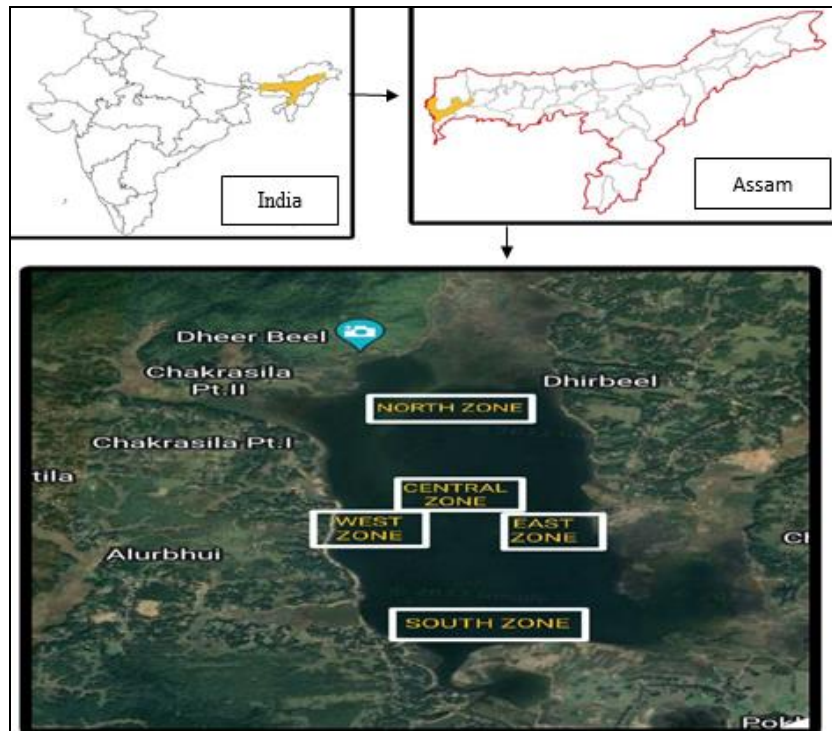 India
Assam
Dheer Beel
Chakrasila
Pt.II
Dhirbeel
NORTH ZONE
Chakrasila Pt.I
tila
CENTRAL
ZONE
WEST
ZONE
EAST
ZONE
Alurbhui
SOUTH ZONE